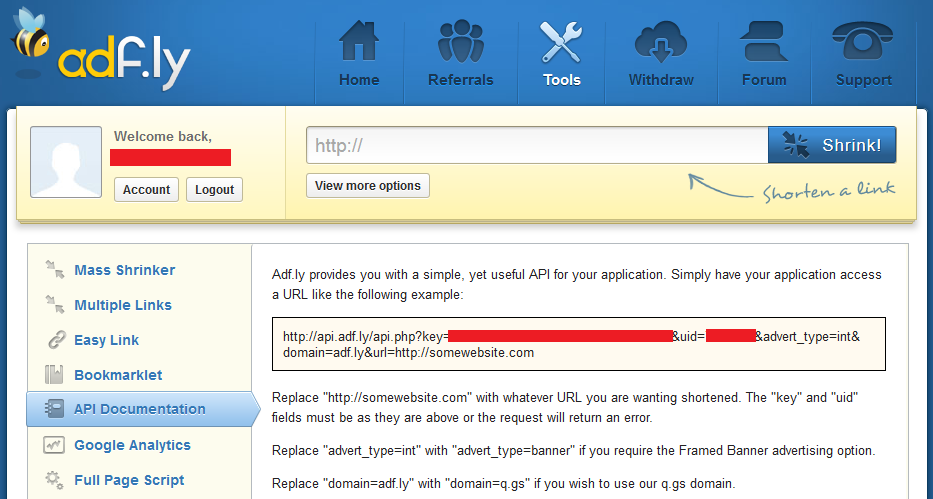 adf.ly
Home
Referrals
Tools
Withdraw
Forum
Support
Welcome back,
Account
Logout
http://
Shrink!
View more options
Shorten a link
Mass Shrinker
Multiple Links
Easy Link
Bookmarklet
API Documentation
Google Analytics
Full Page Script
Adf.ly provides you with a simple, yet useful API for your application. Simply have your application access
a URL like the following example:
http://api.adf.ly/api.php?key= &uid= &advert_type=int&
domain=adf.ly&url=http://somewebsite.com
Replace "http://somewebsite.com" with whatever URL you are wanting shortened. The "key" and "uid"
fields must be as they are above or the request will return an error.
Replace "advert_type=int" with "advert_type=banner" if you require the Framed Banner advertising option.
Replace "domain=adf.ly" with "domain=q.gs" if you wish to use our q.gs domain.